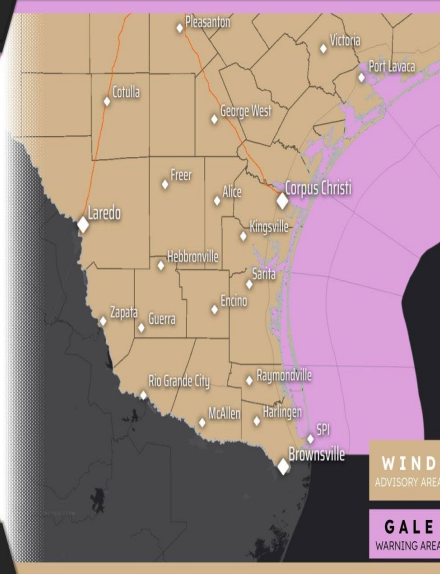 Pleasanton
Victoria
Port Lavaca
Cotulla
George West
Freer
Alice
Corpus Christi
Laredo
Kingsville
Hebbronville
Sarita
Encino
Zapata
Guerra
Rio Grande City
Raymondville
McAllen
Harlingen
SPI
Brownsville
WIND
ADVISORY AREA
GALE
WARNING AREA